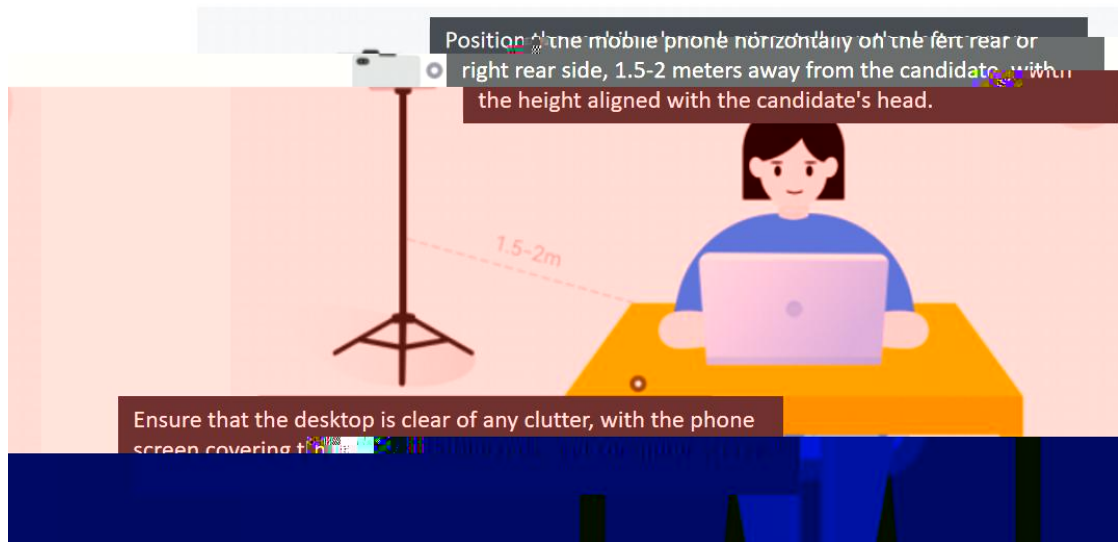 Position the mobile phone horizontally on the left rear or
right rear side, 1.5-2 meters away from the candidate, with
the height aligned with the candidate's head.
1.5-2m
Ensure that the desktop is clear of any clutter, with the phone
screen covering